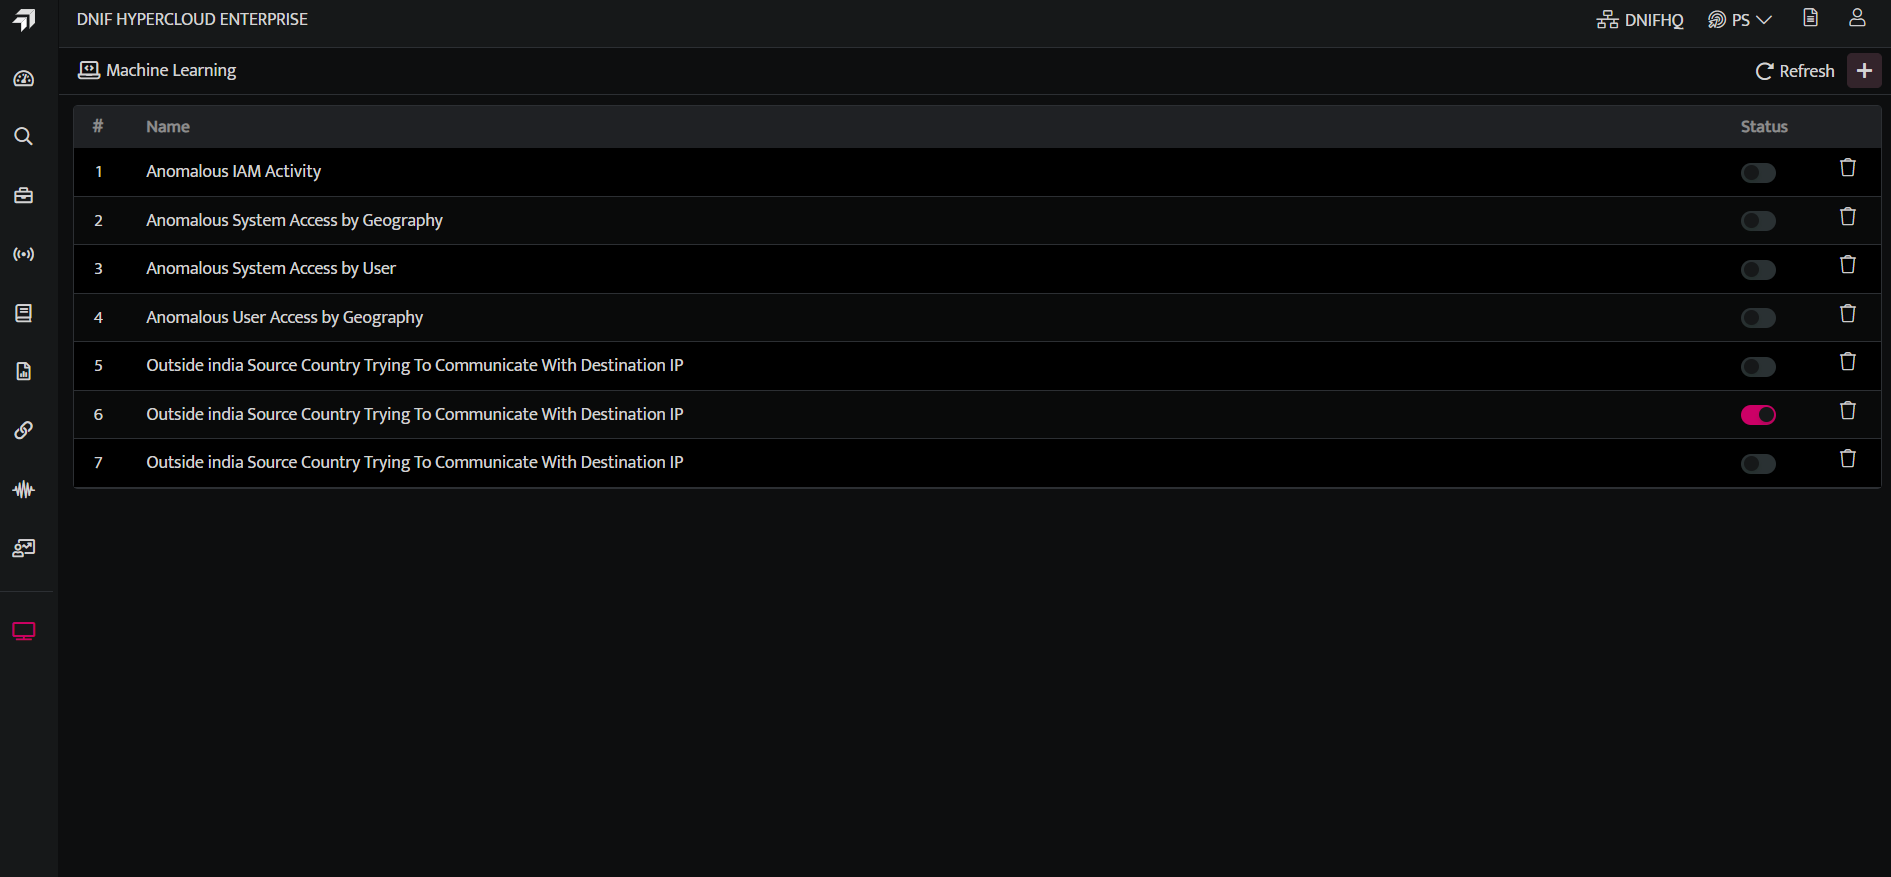 DNIF HYPERCLOUD ENTERPRISE DNIFHQ PS
Machine Learning Refresh
# Name Status
1 Anomalous IAM Activity
2 Anomalous System Access by Geography
3 Anomalous System Access by User
4 Anomalous User Access by Geography
5 Outside india Source Country Trying To Communicate With Destination IP
6 Outside india Source Country Trying To Communicate With Destination IP
7 Outside india Source Country Trying To Communicate With Destination IP